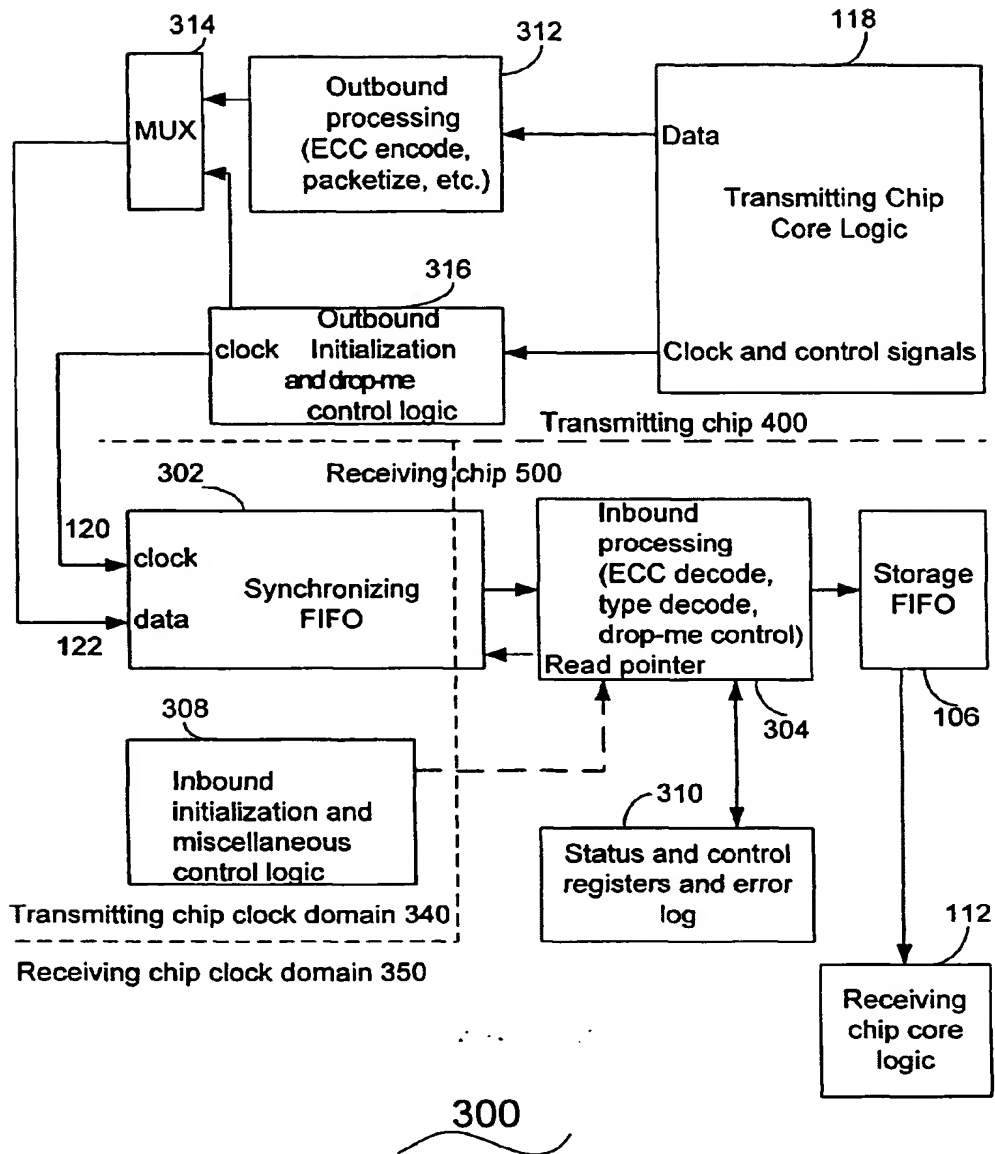 314
312
118
MUX
Outbound
processing
(ECC encode,
packetize, etc.)
Data
Transmitting Chip
Core Logic
316
clock
Outbound
Initialization
and drop-me
control logic
Clock and control signals
Transmitting chip 400
Receiving chip 500
302
120
clock
Synchronizing
FIFO
data
122
Inbound
processing
(ECC decode,
type decode,
drop-me control)
Read pointer
Storage
FIFO
304
106
308
Inbound
initialization and
miscellaneous
control logic
310
Status and control
registers and error
log
Transmitting chip clock domain 340
Receiving chip clock domain 350
112
Receiving
chip core
logic
300